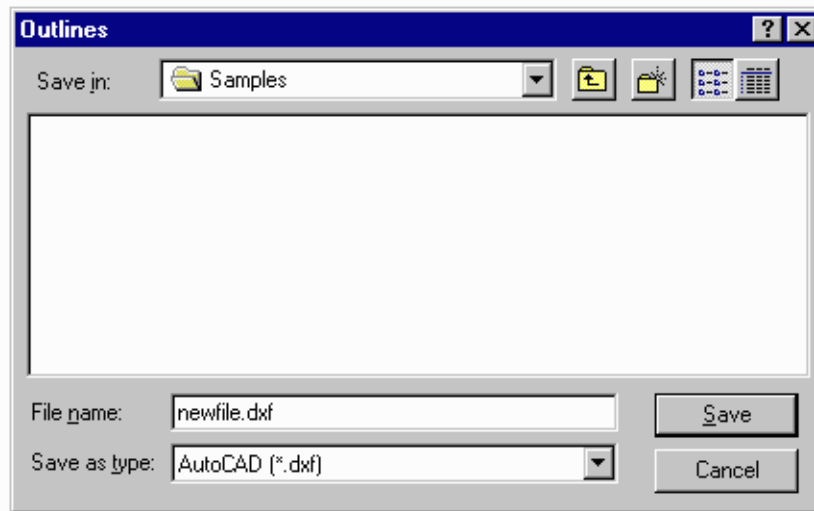 Outlines
Save in: Samples
File name: newfile.dxf
Save
Save as type: AutoCAD (*.dxf)
Cancel